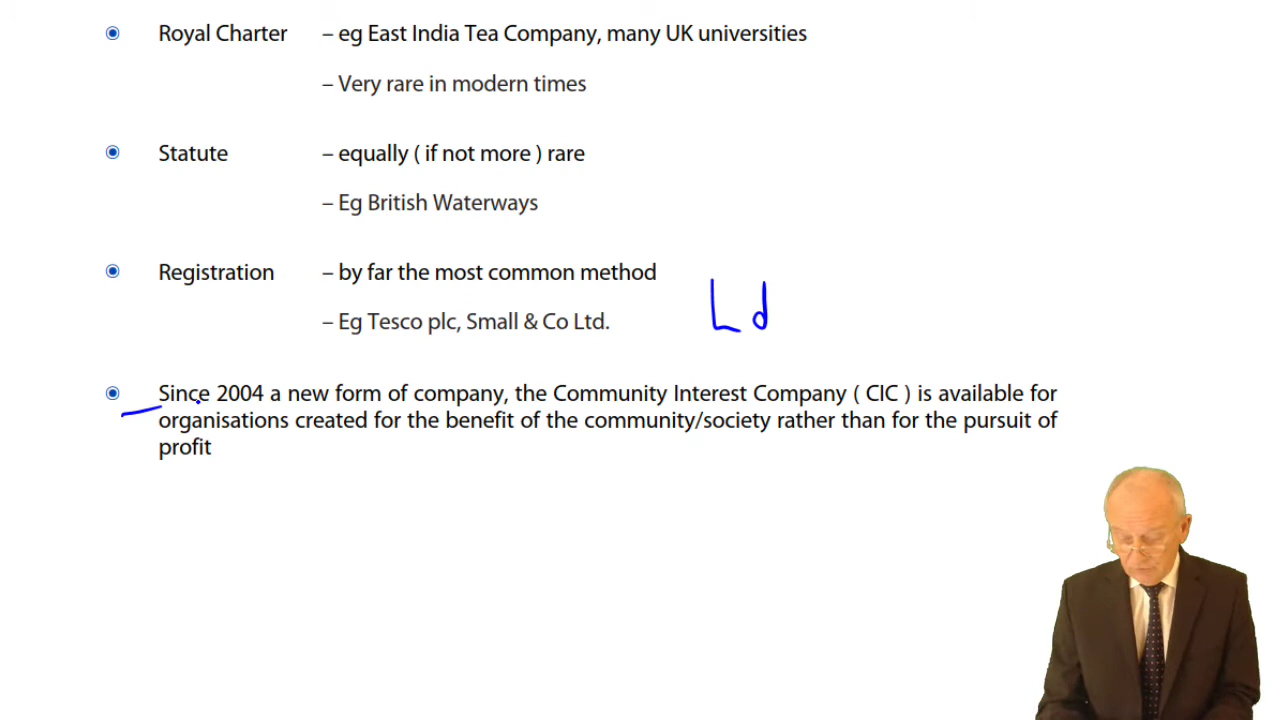 Royal Charter – eg East India Tea Company, many UK universities
– Very rare in modern times
Statute – equally ( if not more ) rare
– Eg British Waterways
Registration – by far the most common method
– Eg Tesco plc, Small & Co Ltd.
Ld
Since 2004 a new form of company, the Community Interest Company ( CIC ) is available for
organisations created for the benefit of the community/society rather than for the pursuit of
profit